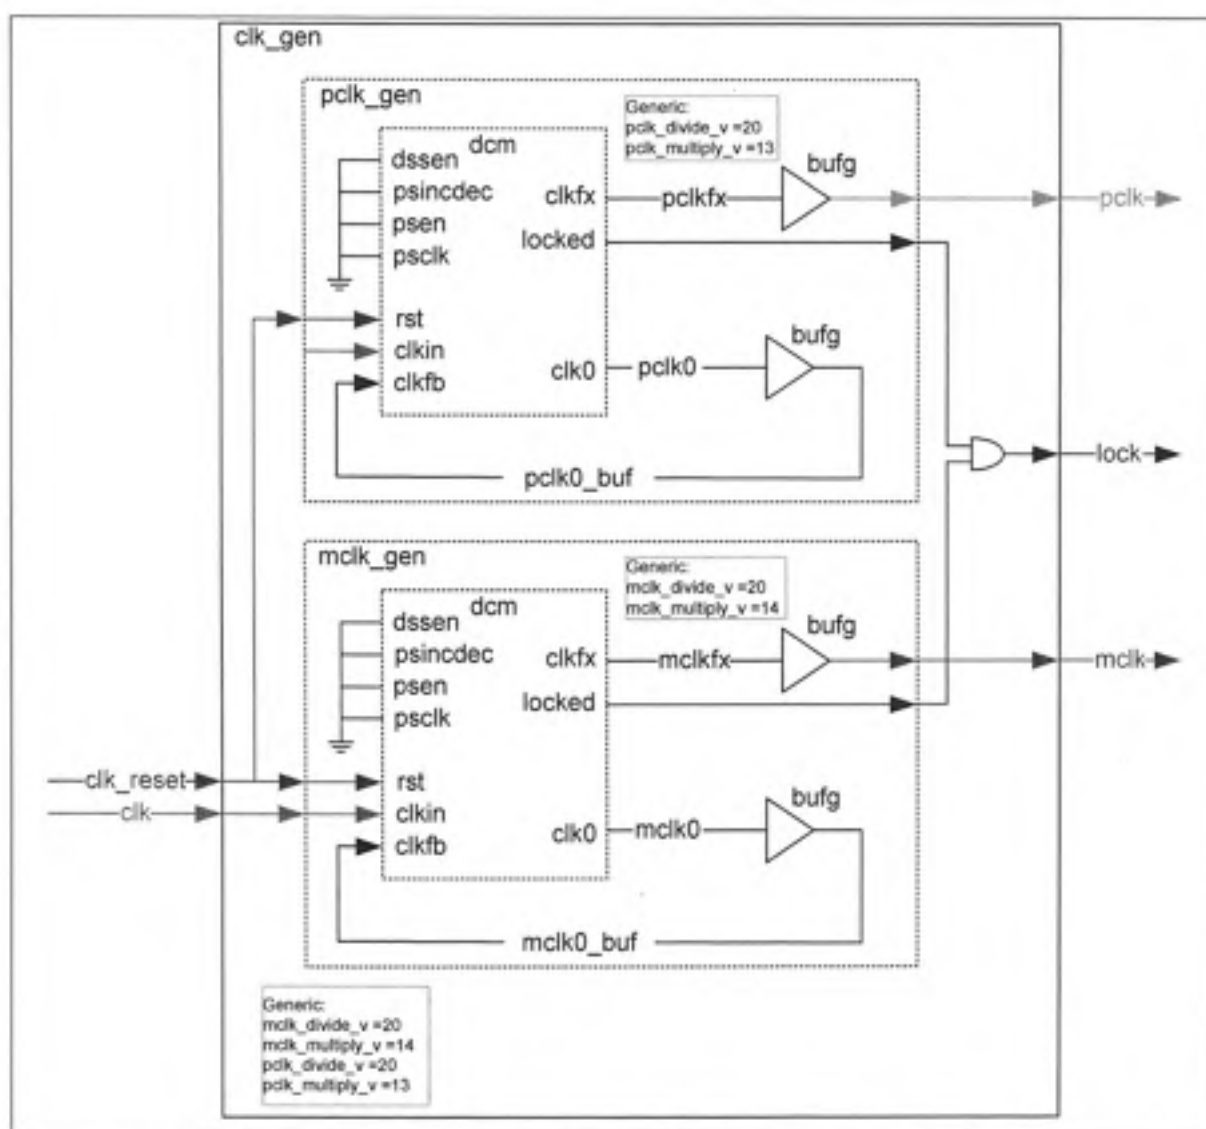 clk_gen
pclk_gen
Generic:
pclk_divide_v =20
pclk_multiply_v =13
dcm
bufg
dssen
psincdec
psen
psclk
clkfx
pclkfx
pclk
locked
rst
clkin
clkfb
bufg
clk0
pclk0
pclk0_buf
lock
mclk_gen
Generic:
mclk_divide_v =20
mclk_multiply_v =14
dcm
bufg
dssen
psincdec
psen
psclk
clkfx
mclkfx
mclk
locked
clk_reset
clk
rst
clkin
clkfb
bufg
clk0
mclk0
mclk0_buf
Generic:
mclk_divide_v =20
mclk_multiply_v =14
pclk_divide_v =20
pclk_multiply_v =13